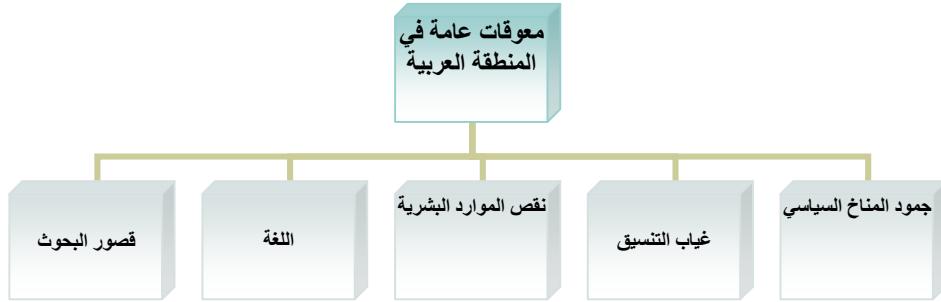 معوقات عامة في
المنطقة العربية
جمود المناخ السياسي
غياب التنسيق
نقص الموارد البشرية
اللغة
قصور البحوث